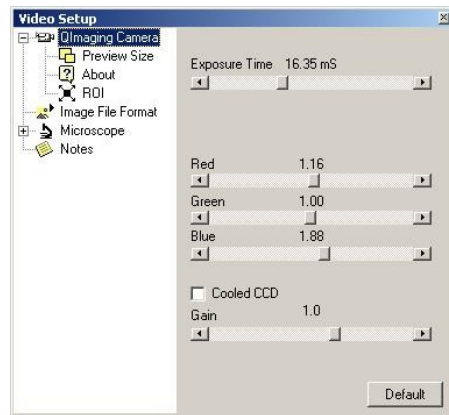 Video Setup
QImaging Camera
Preview Size
About
ROI
Image File Format
Microscope
Notes
Exposure Time 16.35 mS
Red 1.16
Green 1.00
Blue 1.88
Cooled CCD
Gain 1.0
Default